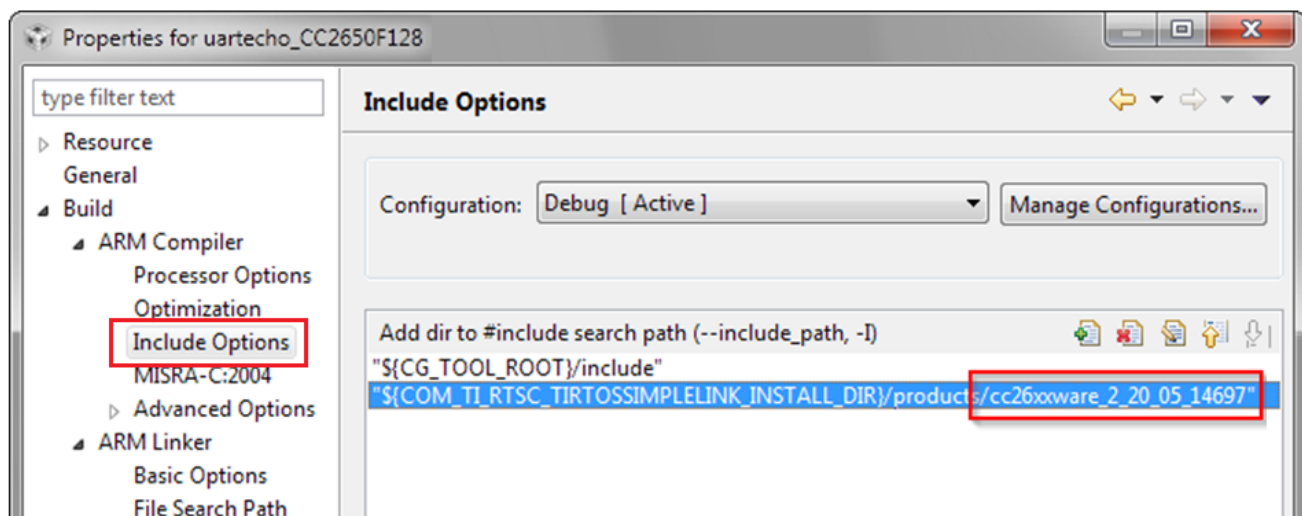 Properties for uartecho_CC2650F128
type filter text
Resource
General
Build
ARM Compiler
Processor Options
Optimization
Include Options
MISRA-C:2004
Advanced Options
ARM Linker
Basic Options
File Search Path
Include Options
Configuration: Debug [ Active ] Manage Configurations...
Add dir to #include search path (--include_path, -I)
"${CG_TOOL_ROOT}/include"
"${COM_TI_RTSC_TIRTOSSIMPLELINK_INSTALL_DIR}/products/cc26xxware_2_20_05_14697"